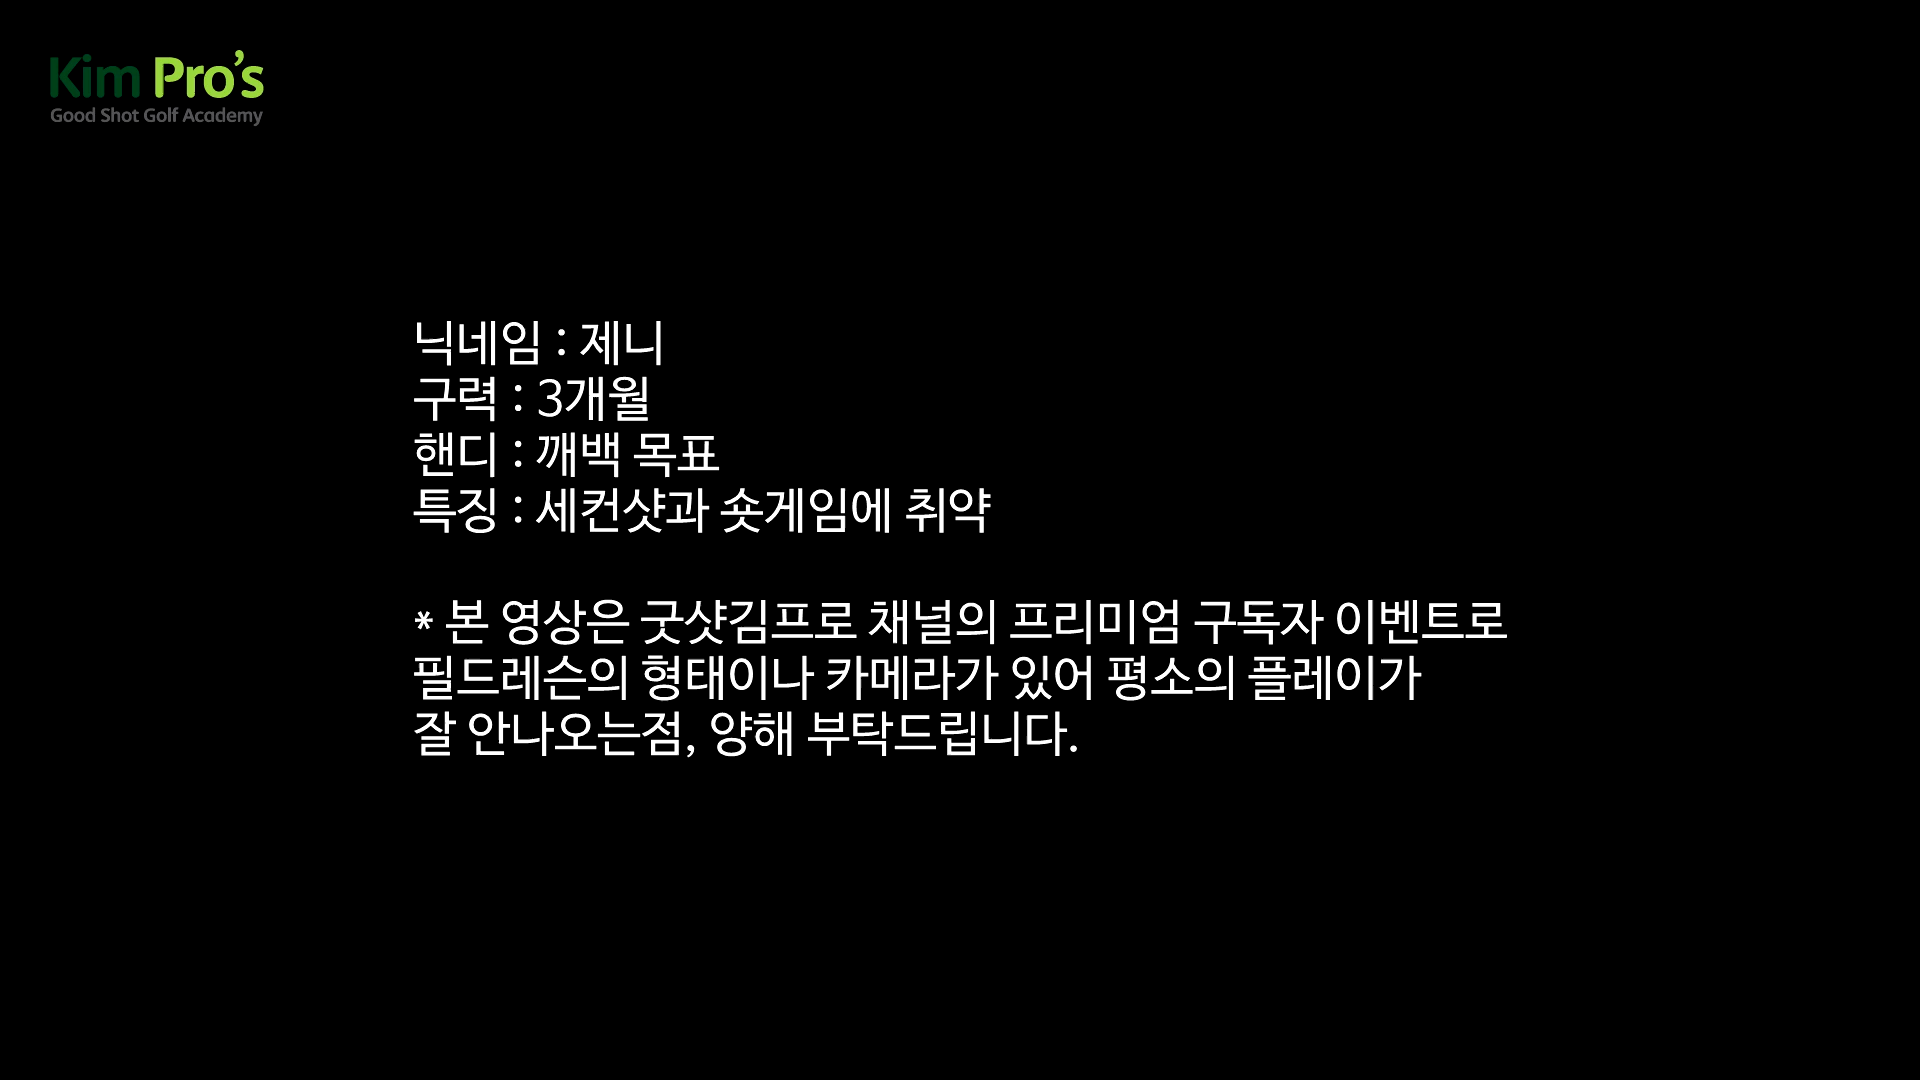 Kim Pro's
Good Shot Golf Academy
닉네임 : 제니
구력 : 3개월
핸디 : 깨백 목표
특징 : 세컨샷과 숏게임에 취약
* 본 영상은 굿샷김프로 채널의 프리미엄 구독자 이벤트로
필드레슨의 형태이나 카메라가 있어 평소의 플레이가
잘 안나오는점, 양해 부탁드립니다.